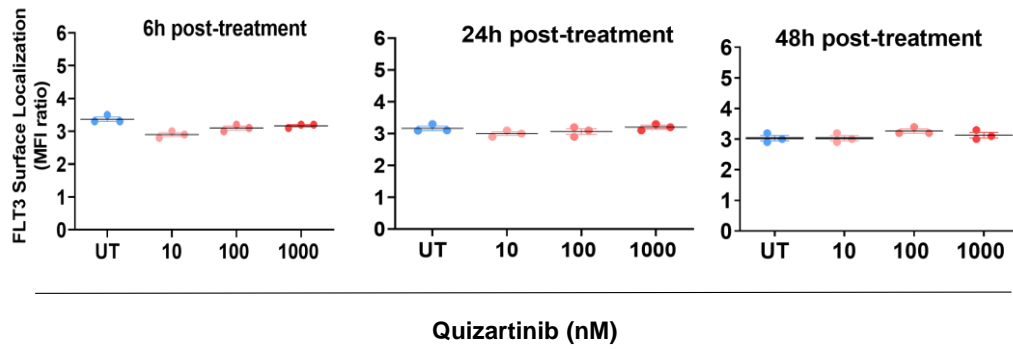 6h post-treatment
24h post-treatment
48h post-treatment
FLT3 Surface Localization
(MFI ratio)
6
5
4
3
2
1
0
UT 10 100 1000
6
5
4
3
2
1
0
UT 10 100 1000
6
5
4
3
2
1
0
UT 10 100 1000
Quizartinib (nM)